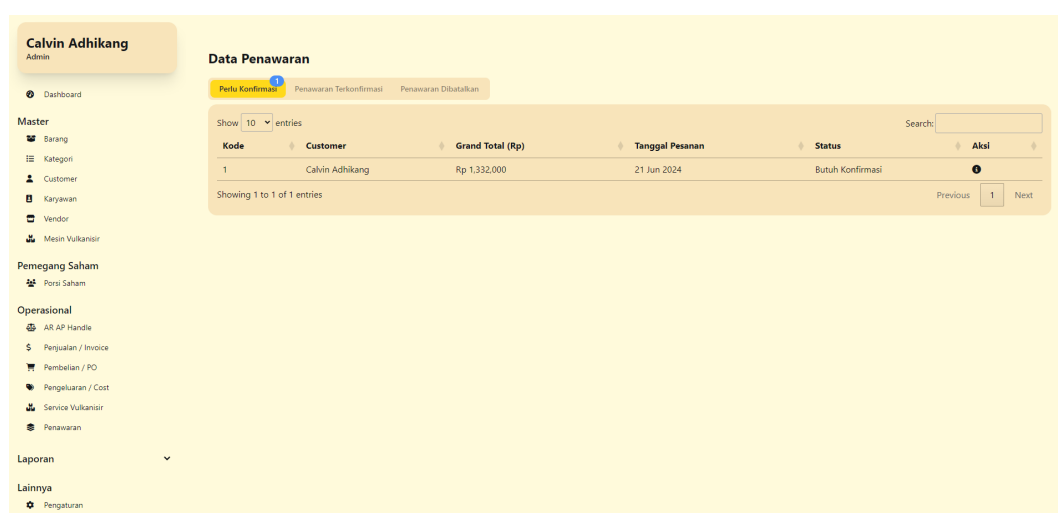 Calvin Adhikang
Admin
Dashboard
Master
Barang
Kategori
Customer
Karyawan
Vendor
Mesin Vulkanisir
Pemegang Saham
Porsi Saham
Operasional
AR AP Handle
Penjualan / Invoice
Pembelian / PO
Pengeluaran / Cost
Service Vulkanisir
Penawaran
Laporan
Lainnya
Pengaturan
Data Penawaran
Perlu Konfirmasi 1 Penawaran Terkonfirmasi Penawaran Dibatalkan
Show 10 entries Search:
Kode Customer Grand Total (Rp) Tanggal Pesanan Status Aksi
1 Calvin Adhikang Rp 1,332,000 21 Jun 2024 Butuh Konfirmasi
Showing 1 to 1 of 1 entries Previous 1 Next